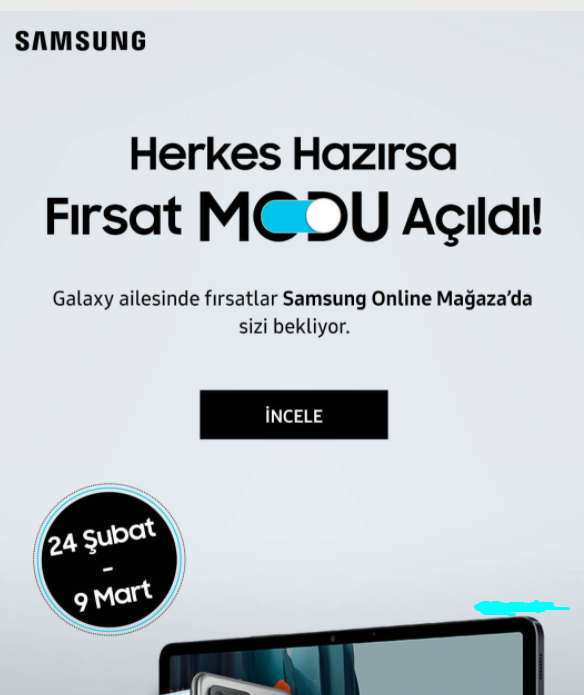 SAMSUNG
Herkes Hazırsa
Fırsat MODU Açıldı!
Galaxy ailesinde fırsatlar Samsung Online Mağaza’da
sizi bekliyor.
İNCELE
24 Şubat
-
9 Mart